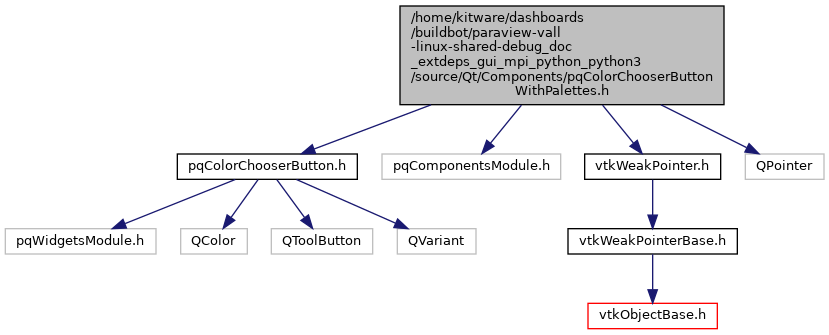 /home/kitware/dashboards
/buildbot/paraview-vall
-linux-shared-debug_doc
_extdeps_gui_mpi_python_python3
/source/Qt/Components/pqColorChooserButton
WithPalettes.h
pqColorChooserButton.h
pqComponentsModule.h
vtkWeakPointer.h
QPointer
pqWidgetsModule.h
QColor
QToolButton
QVariant
vtkWeakPointerBase.h
vtkObjectBase.h